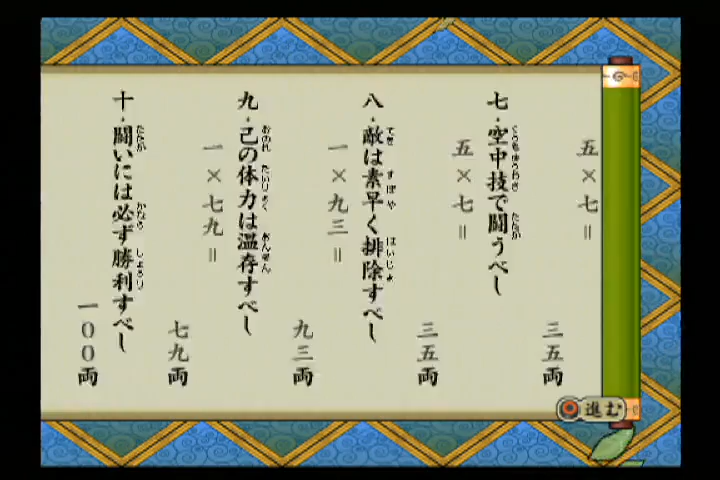 五×七＝
三五両
七・空中技で闘うべし
五×七＝
三五両
八・敵は素早く排除すべし
一×九三＝
九三両
九・己の体力は温存すべし
一×七九＝
七九両
十・闘いには必ず勝利すべし
一００両
進む